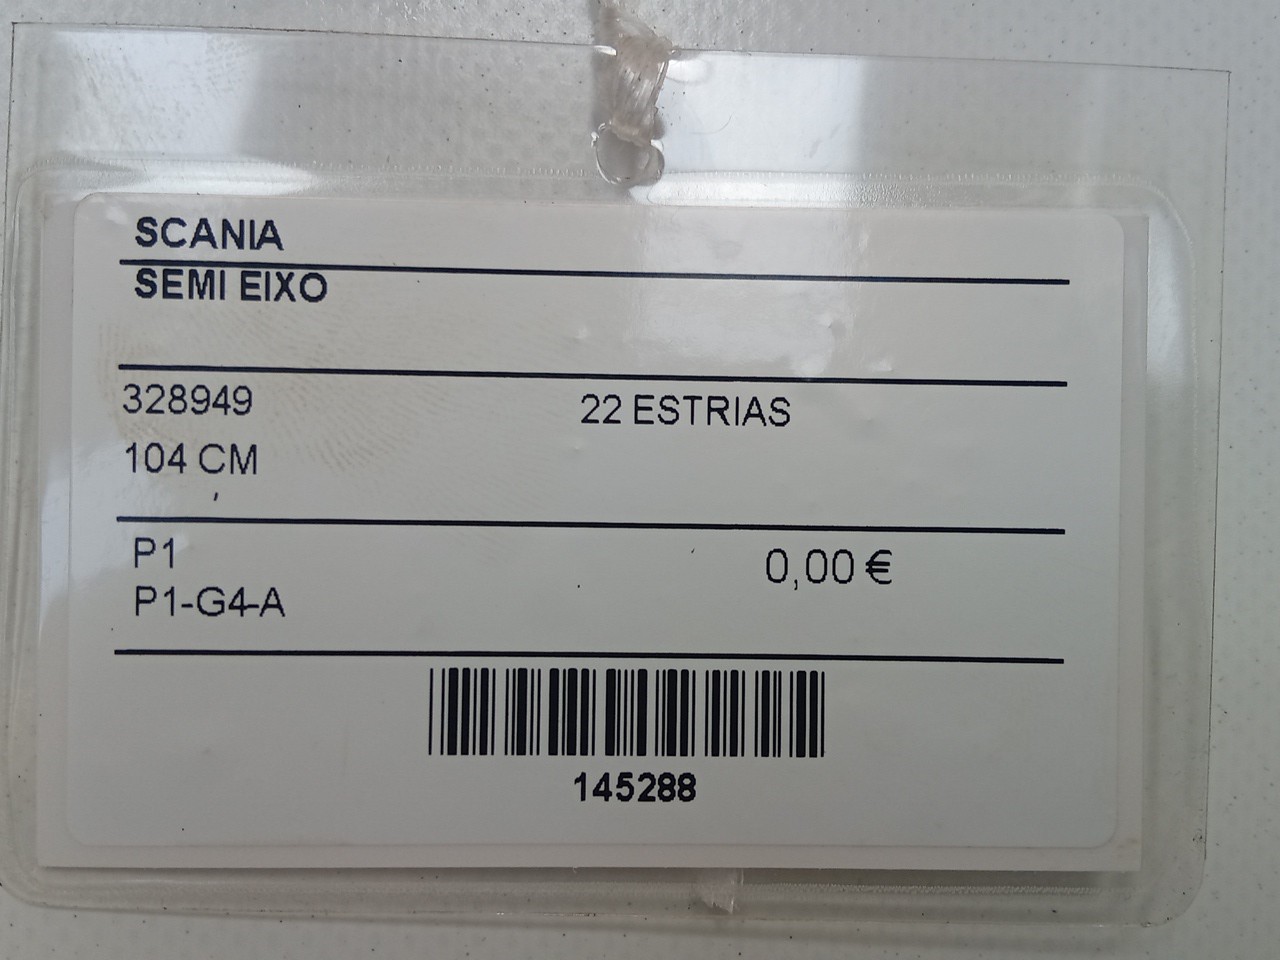 SCANIA
SEMI EIXO
328949 22 ESTRIAS
104 CM
P1 0,00 €
P1-G4-A
145288